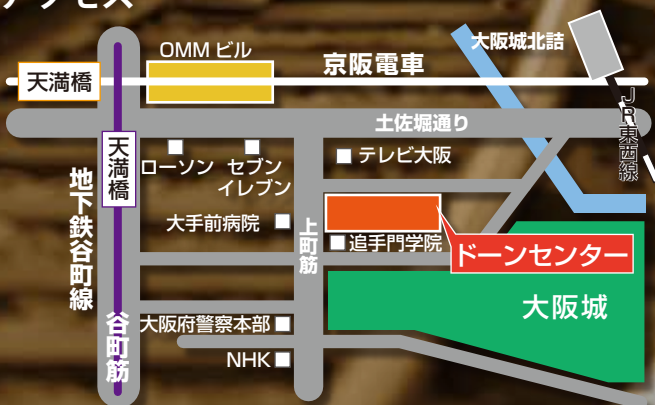 アクセス
OMM ビル
大阪城北詰
天満橋
京阪電車
JR東西線
土佐堀通り
天満橋
ローソン
セブン
イレブン
テレビ大阪
地下鉄谷町線
大手前病院
上町筋
追手門学院
ドーンセンター
大阪城
谷町筋
大阪府警察本部
NHK